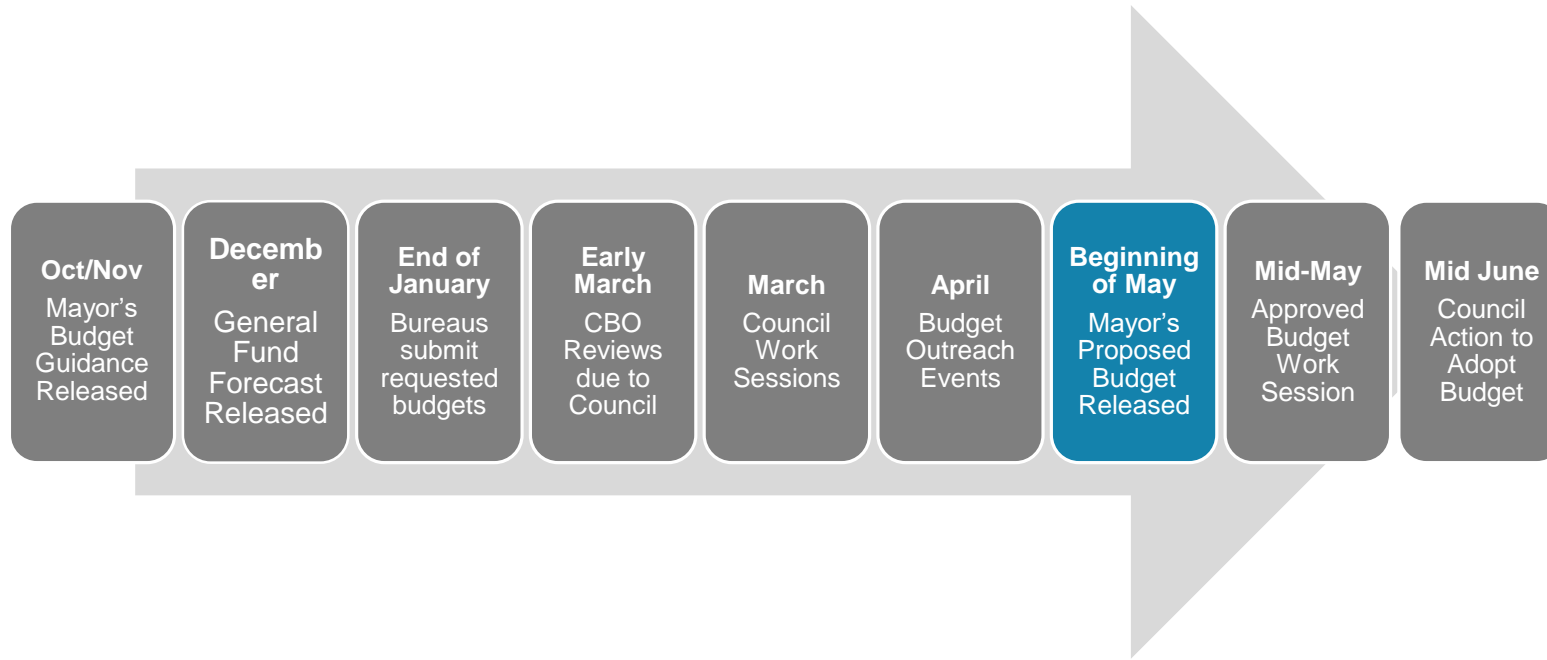 Oct/Nov
Mayor’s
Budget
Guidance
Released
Decemb
er
General
Fund
Forecast
Released
End of
January
Bureaus
submit
requested
budgets
Early
March
CBO
Reviews
due to
Council
March
Council
Work
Sessions
April
Budget
Outreach
Events
Beginning
of May
Mayor’s
Proposed
Budget
Released
Mid-May
Approved
Budget
Work
Session
Mid June
Council
Action to
Adopt
Budget